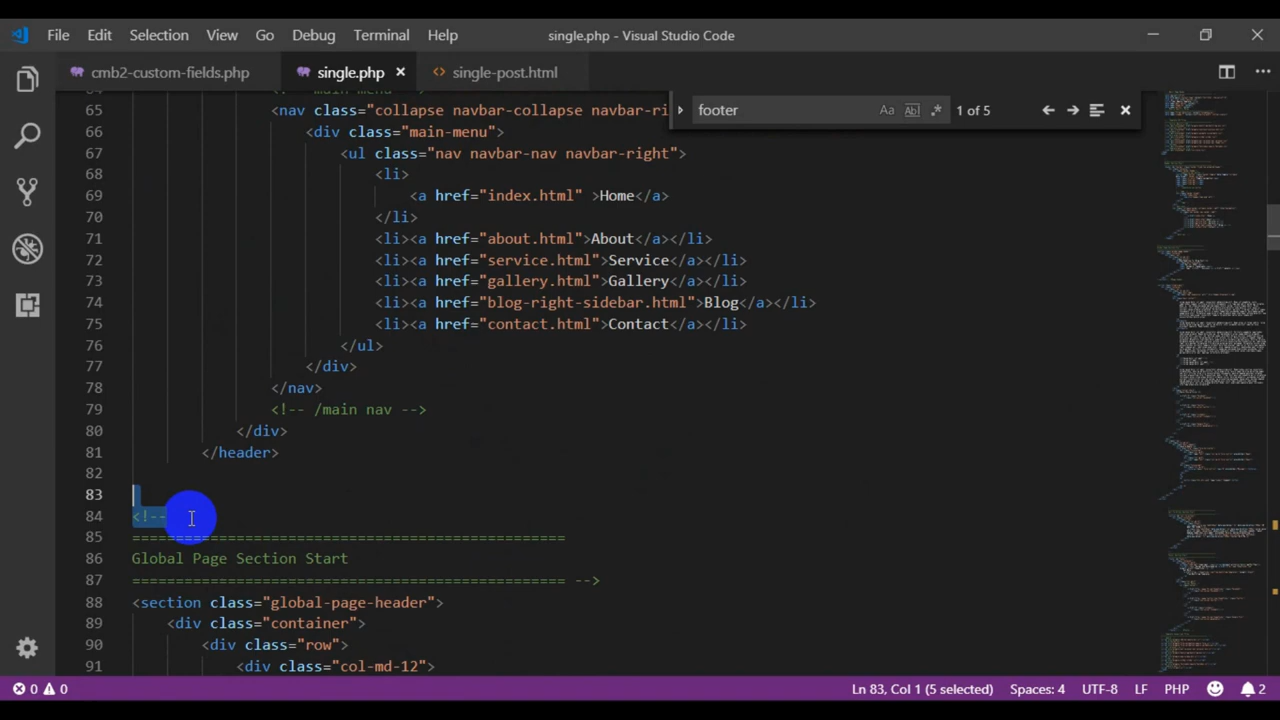 File Edit Selection View Go Debug Terminal Help single.php - Visual Studio Code
cmb2-custom-fields.php single.php single-post.html
footer Aa Abl .* 1 of 5
65 <nav class="collapse navbar-collapse navbar-ri
66 <div class="main-menu">
67 <ul class="nav navbar-nav navbar-right">
68 <li>
69 <a href="index.html" >Home</a>
70 </li>
71 <li><a href="about.html">About</a></li>
72 <li><a href="service.html">Service</a></li>
73 <li><a href="gallery.html">Gallery</a></li>
74 <li><a href="blog-right-sidebar.html">Blog</a></li>
75 <li><a href="contact.html">Contact</a></li>
76 </ul>
77 </div>
78 </nav>
79 <!-- /main nav -->
80 </div>
81 </header>
82
83
84 <!--
85 ==================================================
86 Global Page Section Start
87 ================================================== -->
88 <section class="global-page-header">
89 <div class="container">
90 <div class="row">
91 <div class="col-md-12">
0 0 Ln 83, Col 1 (5 selected) Spaces: 4 UTF-8 LF PHP 2